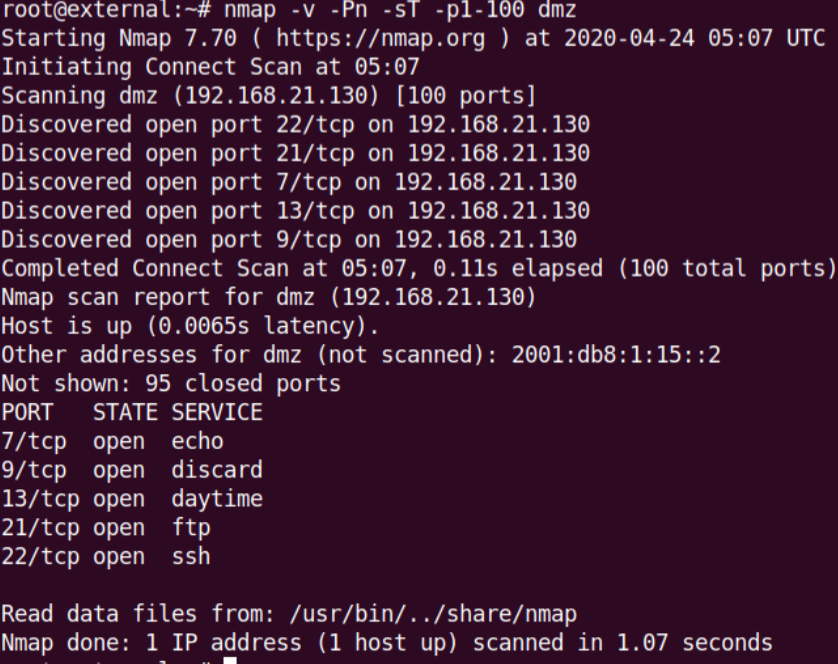 root@external:~# nmap -v -Pn -sT -p1-100 dmz
Starting Nmap 7.70 ( https://nmap.org ) at 2020-04-24 05:07 UTC
Initiating Connect Scan at 05:07
Scanning dmz (192.168.21.130) [100 ports]
Discovered open port 22/tcp on 192.168.21.130
Discovered open port 21/tcp on 192.168.21.130
Discovered open port 7/tcp on 192.168.21.130
Discovered open port 13/tcp on 192.168.21.130
Discovered open port 9/tcp on 192.168.21.130
Completed Connect Scan at 05:07, 0.11s elapsed (100 total ports)
Nmap scan report for dmz (192.168.21.130)
Host is up (0.0065s latency).
Other addresses for dmz (not scanned): 2001:db8:1:15::2
Not shown: 95 closed ports
PORT   STATE SERVICE
7/tcp  open  echo
9/tcp  open  discard
13/tcp open  daytime
21/tcp open  ftp
22/tcp open  ssh
Read data files from: /usr/bin/../share/nmap
Nmap done: 1 IP address (1 host up) scanned in 1.07 seconds